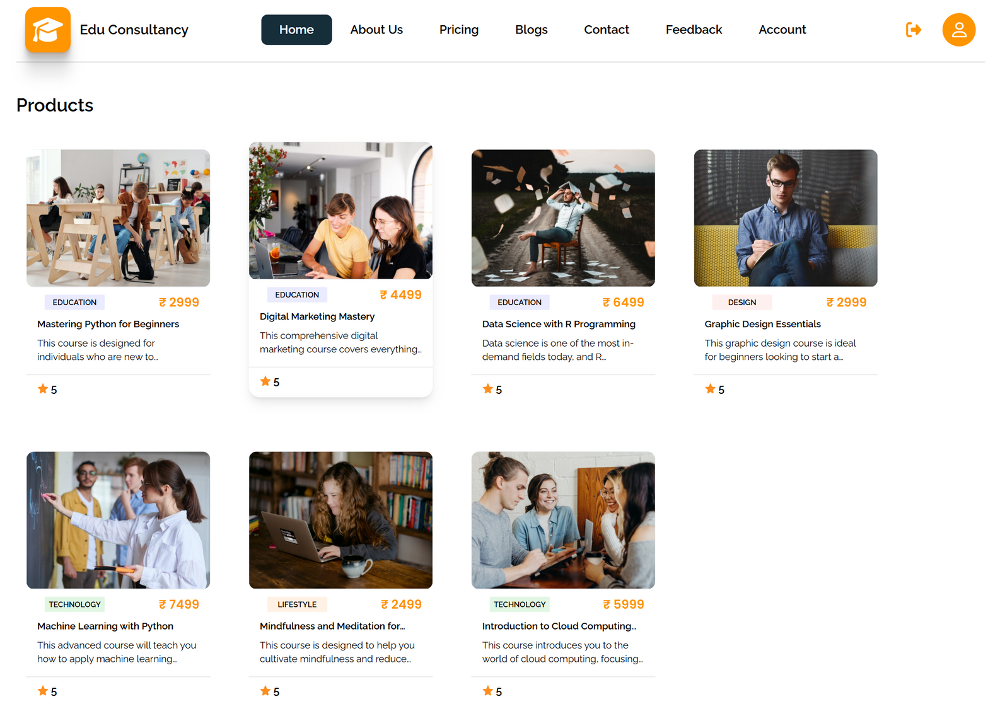 Edu Consultancy
Home
About Us
Pricing
Blogs
Contact
Feedback
Account
Products
EDUCATION
₹ 2999
Mastering Python for Beginners
This course is designed for
individuals who are new to...
5
EDUCATION
₹ 4499
Digital Marketing Mastery
This comprehensive digital
marketing course covers everything...
5
EDUCATION
₹ 6499
Data Science with R Programming
Data science is one of the most in-
demand fields today, and R...
5
DESIGN
₹ 2999
Graphic Design Essentials
This graphic design course is ideal
for beginners looking to start a...
5
TECHNOLOGY
₹ 7499
Machine Learning with Python
This advanced course will teach you
how to apply machine learning...
5
LIFESTYLE
₹ 2499
Mindfulness and Meditation for...
This course is designed to help you
cultivate mindfulness and reduce...
5
TECHNOLOGY
₹ 5999
Introduction to Cloud Computing...
This course introduces you to the
world of cloud computing, focusing...
5